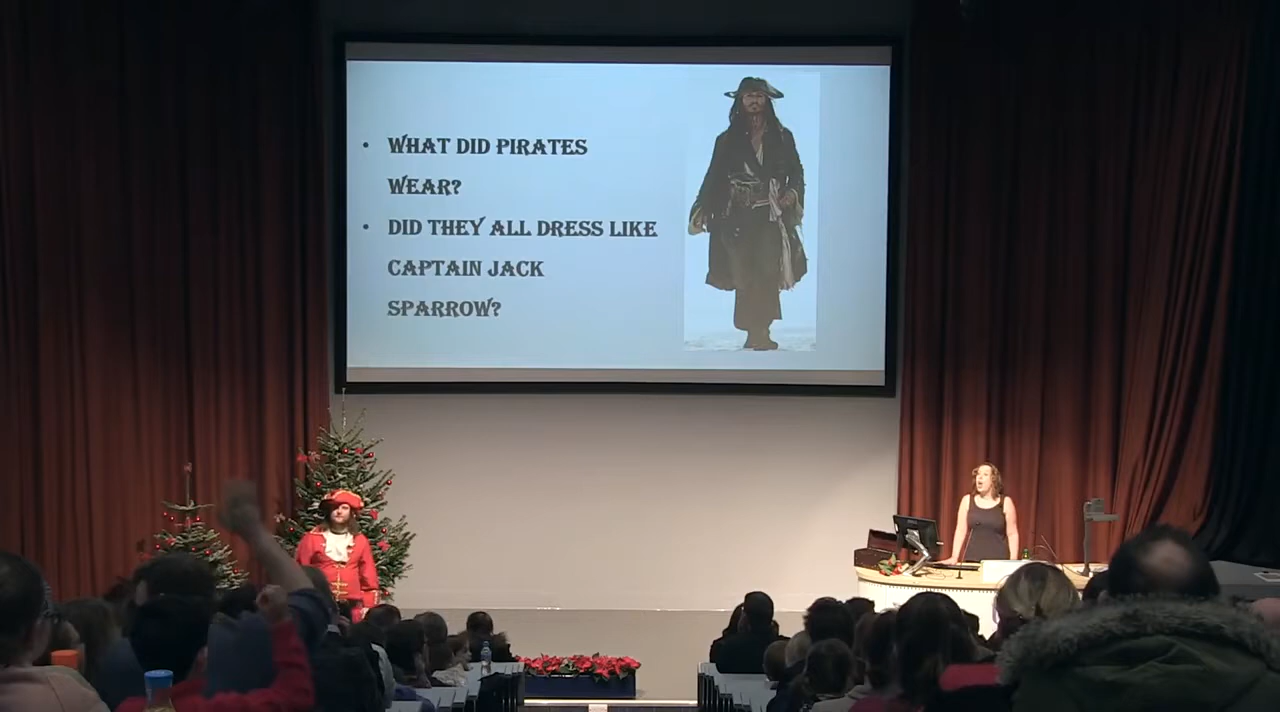 • WHAT DID PIRATES
WEAR?
• DID THEY ALL DRESS LIKE
CAPTAIN JACK
SPARROW?